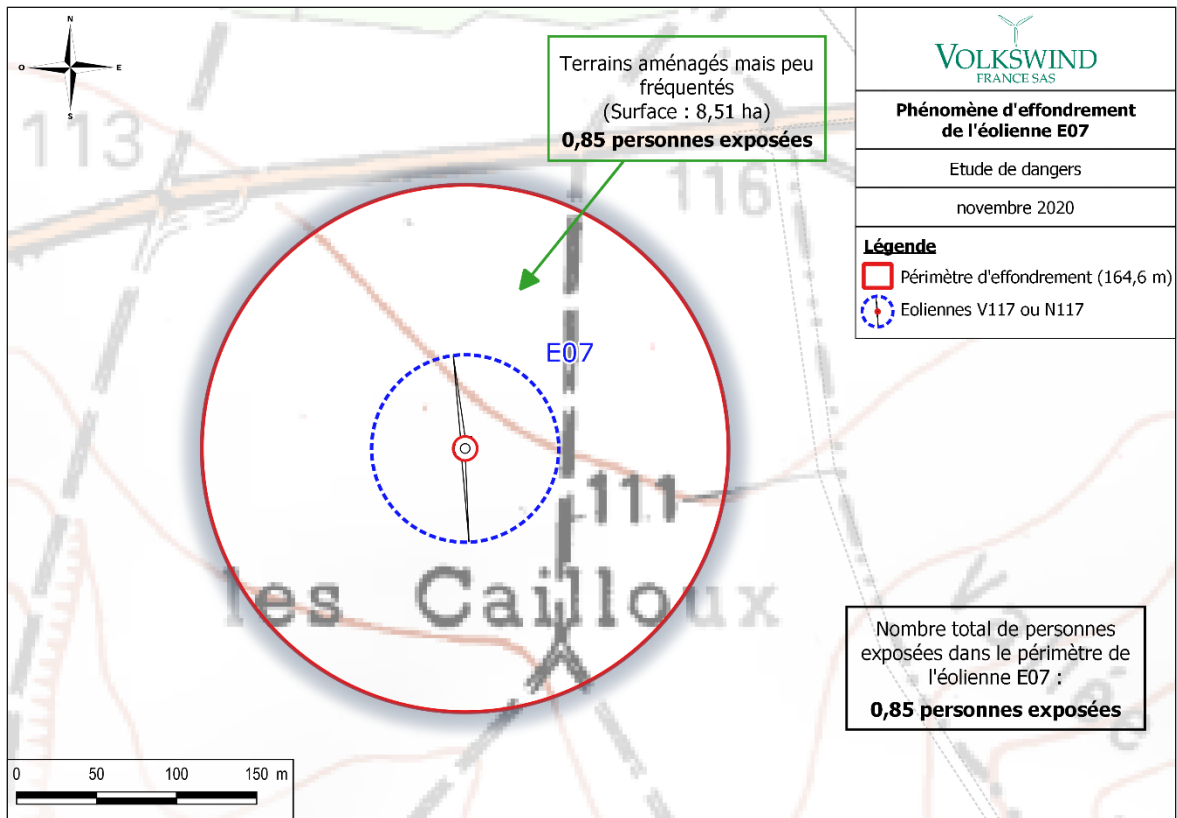 N
O
E
S
113
116
Terrains aménagés mais peu
fréquentés
(Surface : 8,51 ha)
0,85 personnes exposées
VOLKSWIND
FRANCE SAS
Phénomène d'effondrement
de l'éolienne E07
Etude de dangers
novembre 2020
Légende
Périmètre d'effondrement (164,6 m)
Eoliennes V117 ou N117
E07
111
les Cailloux
Vallée
Nombre total de personnes
exposées dans le périmètre de
l'éolienne E07 :
0,85 personnes exposées
0 50 100 150 m